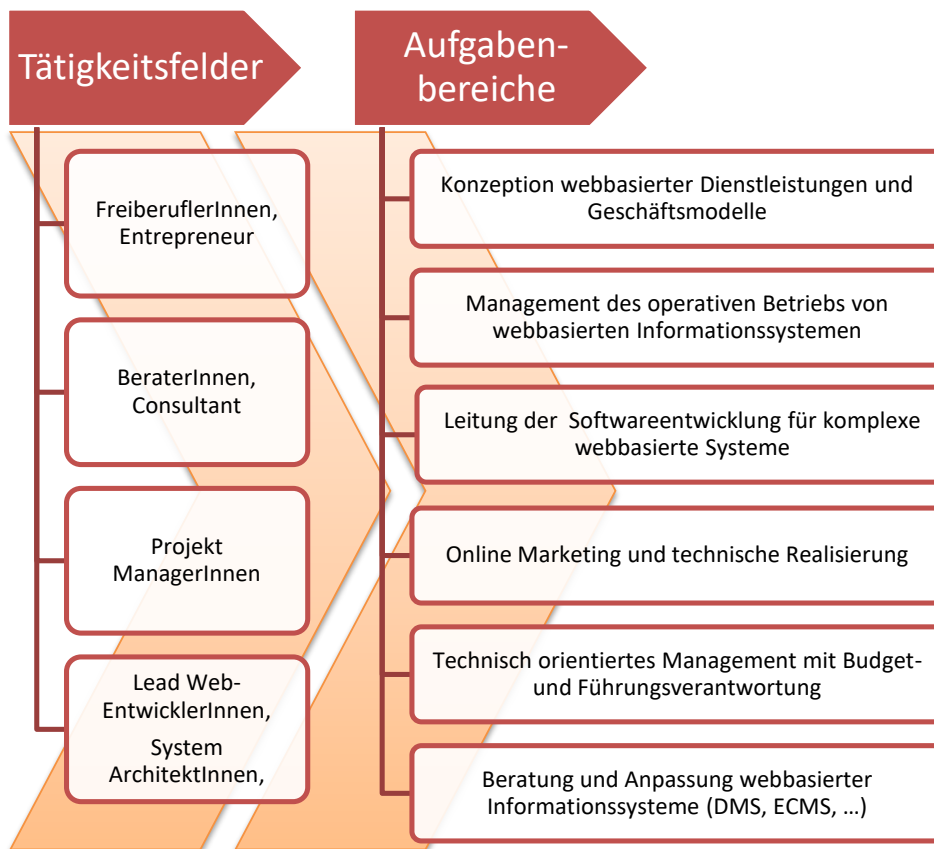 Tätigkeitsfelder
FreiberuflerInnen,
Entrepreneur
BeraterInnen,
Consultant
Projekt
ManagerInnen
Lead Web-
EntwicklerInnen,
System
ArchitektInnen,
Aufgaben-
bereiche
Konzeption webbasierter Dienstleistungen und
Geschäftsmodelle
Management des operativen Betriebs von
webbasierten Informationssystemen
Leitung der Softwareentwicklung für komplexe
webbasierte Systeme
Online Marketing und technische Realisierung
Technisch orientiertes Management mit Budget-
und Führungsverantwortung
Beratung und Anpassung webbasierter
Informationssysteme (DMS, ECMS, ...)